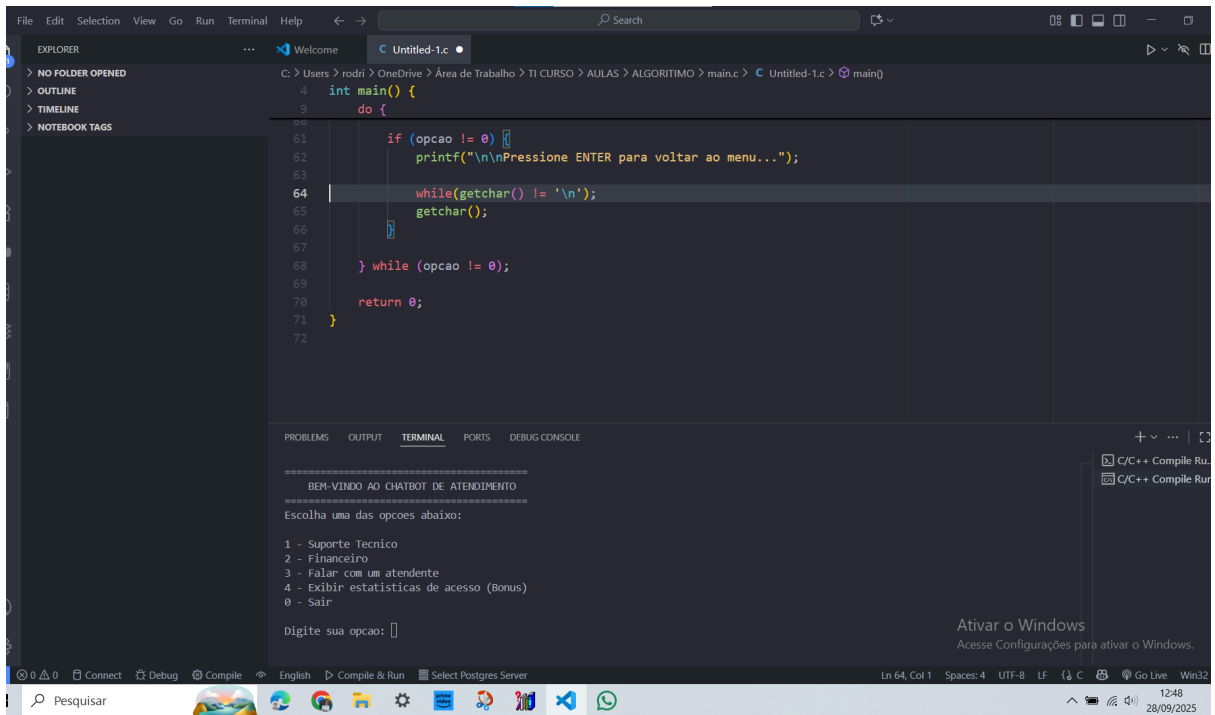 File Edit Selection View Go Run Terminal Help Search
EXPLORER
NO FOLDER OPENED
OUTLINE
TIMELINE
NOTEBOOK TAGS
Welcome
C Untitled-1.c
C: > Users > rodri > OneDrive > Área de Trabalho > TI CURSO > AULAS > ALGORITIMO > main.c > C Untitled-1.c > main()
4 int main() {
9 do {
60
61 if (opcao != 0) {
62 printf("\n\nPressione ENTER para voltar ao menu...");
63
64 while(getchar() != '\n');
65 getchar();
66 }
67
68 } while (opcao != 0);
69
70 return 0;
71 }
72
PROBLEMS OUTPUT TERMINAL PORTS DEBUG CONSOLE
C/C++ Compile Ru...
C/C++ Compile Run
=========================================
BEM-VINDO AO CHATBOT DE ATENDIMENTO
=========================================
Escolha uma das opcoes abaixo:
1 - Suporte Tecnico
2 - Financeiro
3 - Falar com um atendente
4 - Exibir estatisticas de acesso (Bonus)
0 - Sair
Digite sua opcao:
Ativar o Windows
Acesse Configurações para ativar o Windows.
0 0 Connect Debug Compile English Compile & Run Select Postgres Server Ln 64, Col 1 Spaces: 4 UTF-8 LF {} C Go Live Win32
Pesquisar
prime video
12:48
28/09/2025